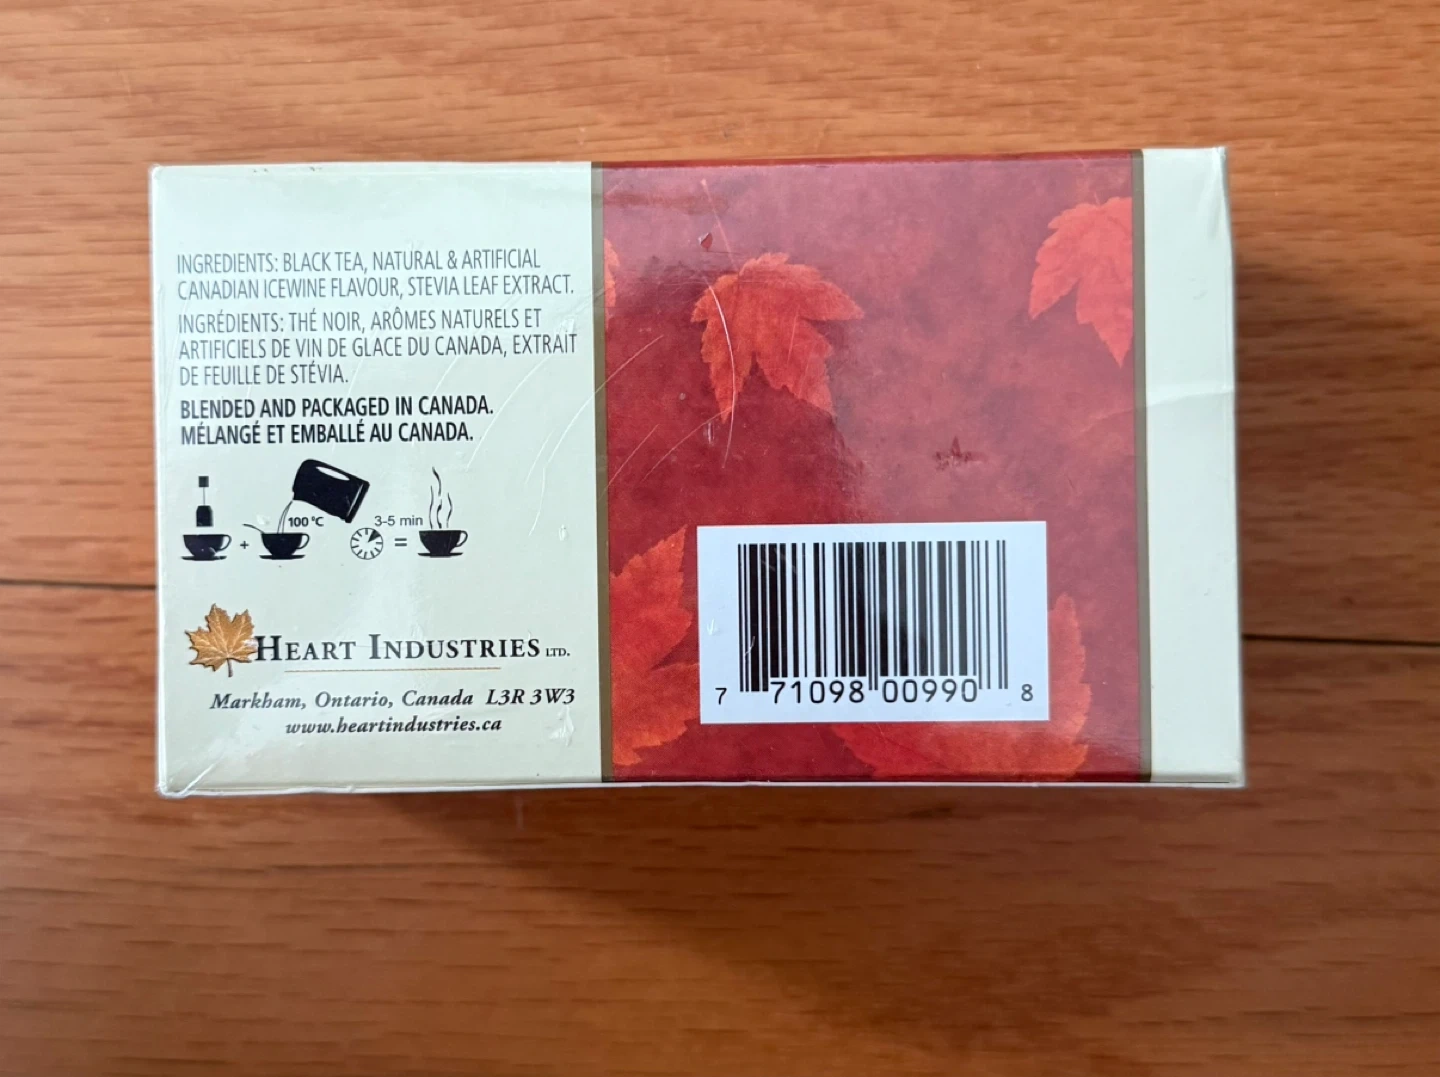 INGREDIENTS: BLACK TEA, NATURAL & ARTIFICIAL
CANADIAN ICEWINE FLAVOUR, STEVIA LEAF EXTRACT.
INGRÉDIENTS: THÉ NOIR, ARÔMES NATURELS ET
ARTIFICIELS DE VIN DE GLACE DU CANADA, EXTRAIT
DE FEUILLE DE STÉVIA.
BLENDED AND PACKAGED IN CANADA.
MÉLANGÉ ET EMBALLÉ AU CANADA.
+ 100°C 3-5 min =
HEART INDUSTRIES LTD.
Markham, Ontario, Canada L3R 3W3
www.heartindustries.ca
7 71098 00990 8